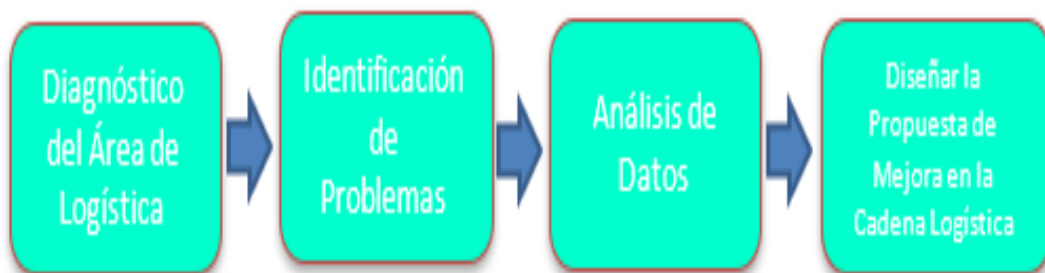 Diagnóstico
del Área de
Logística
Identificación
de
Problemas
Análisis de
Datos
Diseñar la
Propuesta de
Mejora en la
Cadena Logística